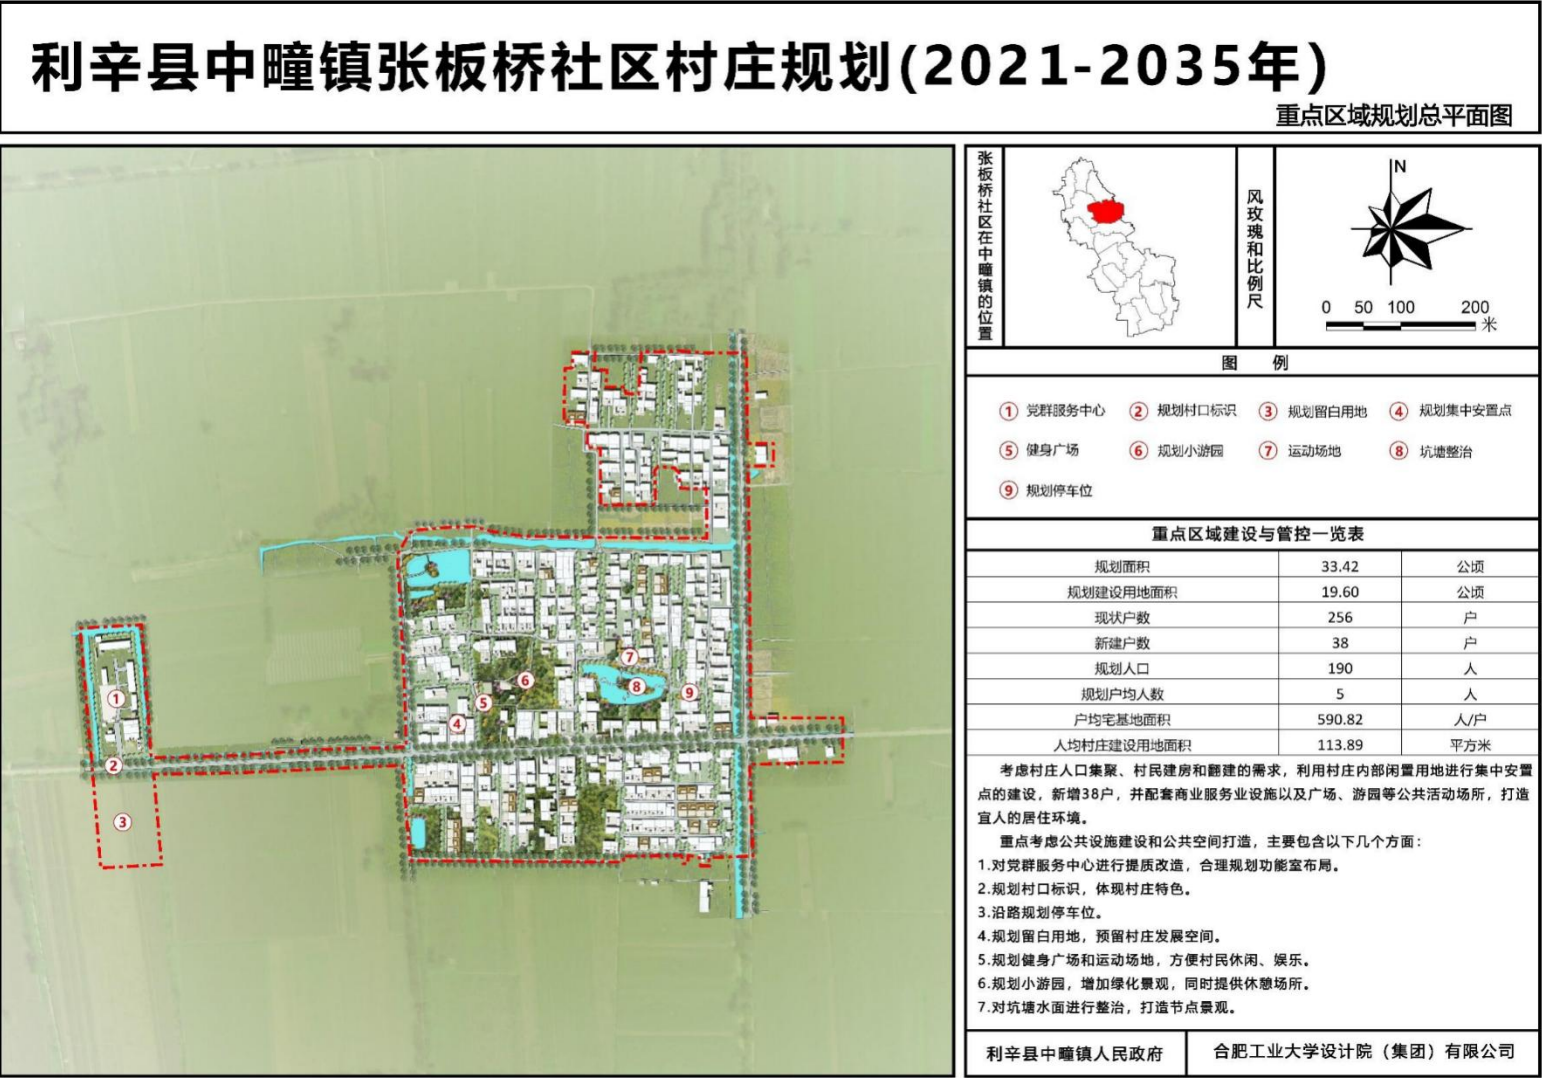 利辛县中疃镇张板桥社区村庄规划(2021-2035年)
重点区域规划总平面图
张板桥社区在中疃镇的位置
风玫瑰和比例尺
N
0 50 100 200
米
图 例
① 党群服务中心 ② 规划村口标识 ③ 规划留白用地 ④ 规划集中安置点
⑤ 健身广场 ⑥ 规划小游园 ⑦ 运动场地 ⑧ 坑塘整治
⑨ 规划停车位
重点区域建设与管控一览表
规划面积 33.42 公顷
规划建设用地面积 19.60 公顷
现状户数 256 户
新建户数 38 户
规划人口 190 人
规划户均人数 5 人
户均宅基地面积 590.82 人/户
人均村庄建设用地面积 113.89 平方米
考虑村庄人口集聚、村民建房和翻建的需求，利用村庄内部闲置用地进行集中安置
点的建设，新增38户，并配套商业服务业设施以及广场、游园等公共活动场所，打造
宜人的居住环境。
重点考虑公共设施建设和公共空间打造，主要包含以下几个方面：
1.对党群服务中心进行提质改造，合理规划功能室布局。
2.规划村口标识，体现村庄特色。
3.沿路规划停车位。
4.规划留白用地，预留村庄发展空间。
5.规划健身广场和运动场地，方便村民休闲、娱乐。
6.规划小游园，增加绿化景观，同时提供休憩场所。
7.对坑塘水面进行整治，打造节点景观。
利辛县中疃镇人民政府
合肥工业大学设计院（集团）有限公司
①
②
③
④
⑤
⑥
⑦
⑧
⑨